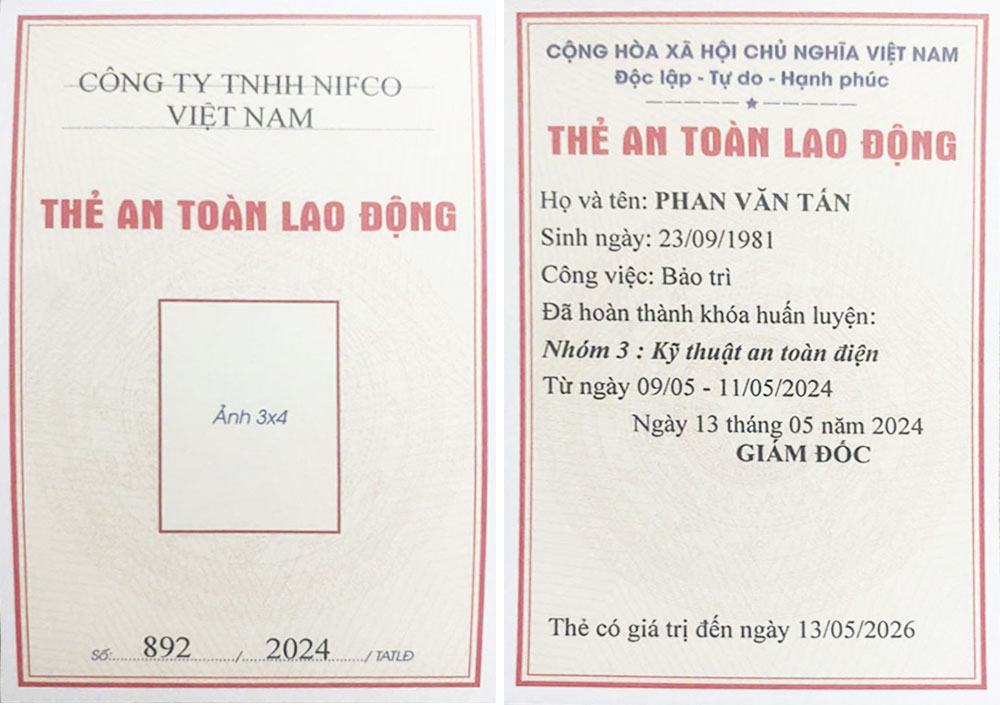 CÔNG TY TNHH NIFCO
VIỆT NAM
THẺ AN TOÀN LAO ĐỘNG
Ảnh 3x4
Số:........892........./.....2024......../ TATLĐ
CỘNG HÒA XÃ HỘI CHỦ NGHĨA VIỆT NAM
Độc lập - Tự do - Hạnh phúc
THẺ AN TOÀN LAO ĐỘNG
Họ và tên: PHAN VĂN TẤN
Sinh ngày: 23/09/1981
Công việc: Bảo trì
Đã hoàn thành khóa huấn luyện:
Nhóm 3 : Kỹ thuật an toàn điện
Từ ngày 09/05 - 11/05/2024
Ngày 13 tháng 05 năm 2024
GIÁM ĐỐC
Thẻ có giá trị đến ngày 13/05/2026